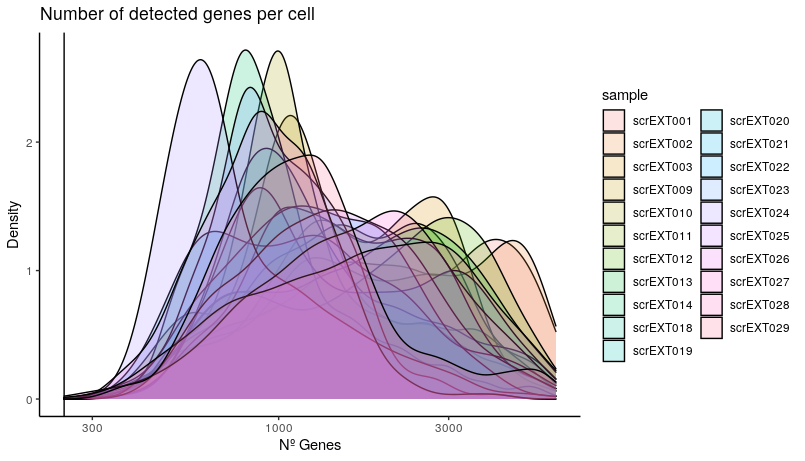 Number of detected genes per cell
Density
2
1
0
300
1000
3000
Nº Genes
sample
scrEXT001
scrEXT002
scrEXT003
scrEXT009
scrEXT010
scrEXT011
scrEXT012
scrEXT013
scrEXT014
scrEXT018
scrEXT019
scrEXT020
scrEXT021
scrEXT022
scrEXT023
scrEXT024
scrEXT025
scrEXT026
scrEXT027
scrEXT028
scrEXT029